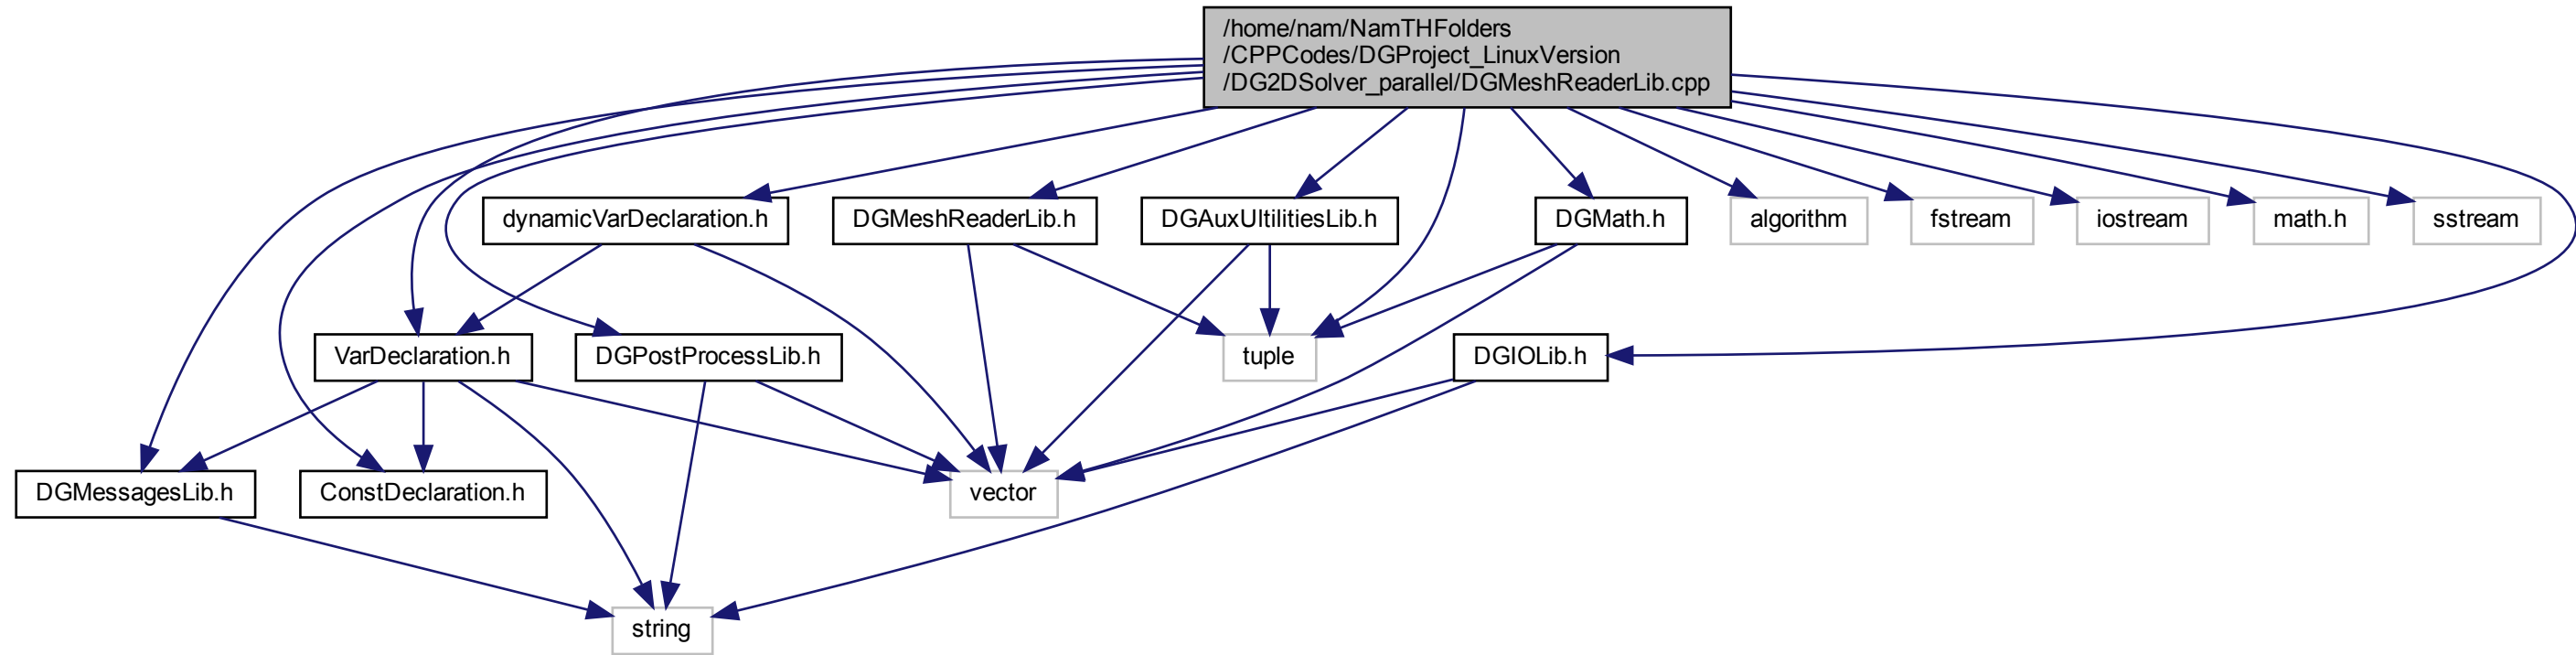 /home/nam/NamTHFolders
/CPPCodes/DGProject_LinuxVersion
/DG2DSolver_parallel/DGMeshReaderLib.cpp
dynamicVarDeclaration.h
DGMeshReaderLib.h
DGAuxUltilitiesLib.h
DGMath.h
algorithm
fstream
iostream
math.h
sstream
VarDeclaration.h
DGPostProcessLib.h
tuple
DGIOLib.h
DGMessagesLib.h
ConstDeclaration.h
vector
string